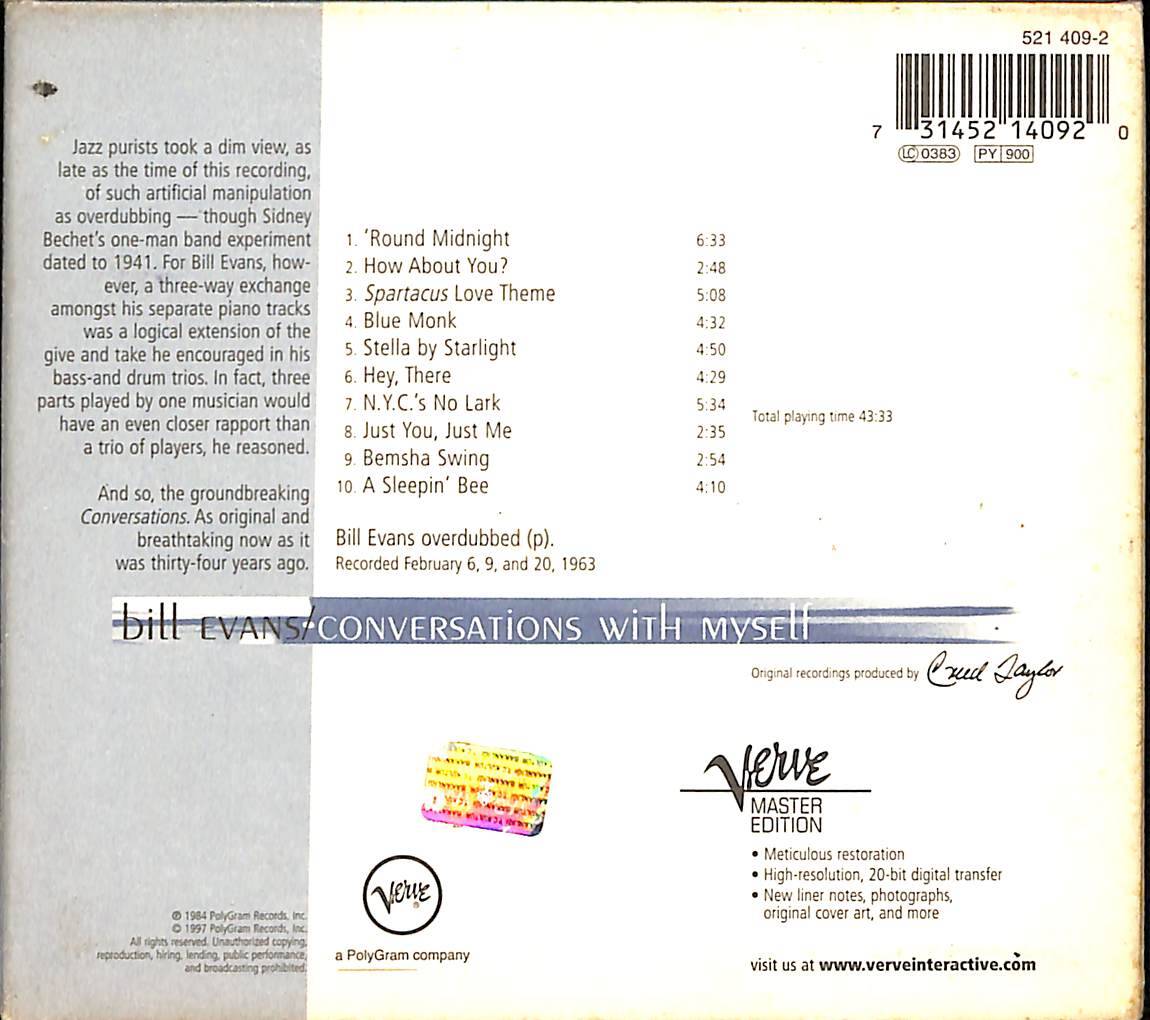 521 409-2
7 31452 14092 0
LC 0383 PY 900
Jazz purists took a dim view, as
late as the time of this recording,
of such artificial manipulation
as overdubbing — though Sidney
Bechet's one-man band experiment
dated to 1941. For Bill Evans, how-
ever, a three-way exchange
amongst his separate piano tracks
was a logical extension of the
give and take he encouraged in his
bass-and drum trios. In fact, three
parts played by one musician would
have an even closer rapport than
a trio of players, he reasoned.
And so, the groundbreaking
Conversations. As original and
breathtaking now as it
was thirty-four years ago.
1. 'Round Midnight 6:33
2. How About You? 2:48
3. Spartacus Love Theme 5:08
4. Blue Monk 4:32
5. Stella by Starlight 4:50
6. Hey, There 4:29
7. N.Y.C.'s No Lark 5:34
8. Just You, Just Me 2:35
9. Bemsha Swing 2:54
10. A Sleepin' Bee 4:10
Total playing time 43:33
Bill Evans overdubbed (p).
Recorded February 6, 9, and 20, 1963
bill EVANS/CONVERSATIONS WITH MYSELF
Original recordings produced by Creed Taylor
Verve
MASTER
EDITION
• Meticulous restoration
• High-resolution, 20-bit digital transfer
• New liner notes, photographs,
original cover art, and more
visit us at www.verveinteractive.com
Verve
a PolyGram company
℗ 1984 PolyGram Records, Inc.
© 1997 PolyGram Records, Inc.
All rights reserved. Unauthorized copying,
reproduction, hiring, lending, public performance,
and broadcasting prohibited.